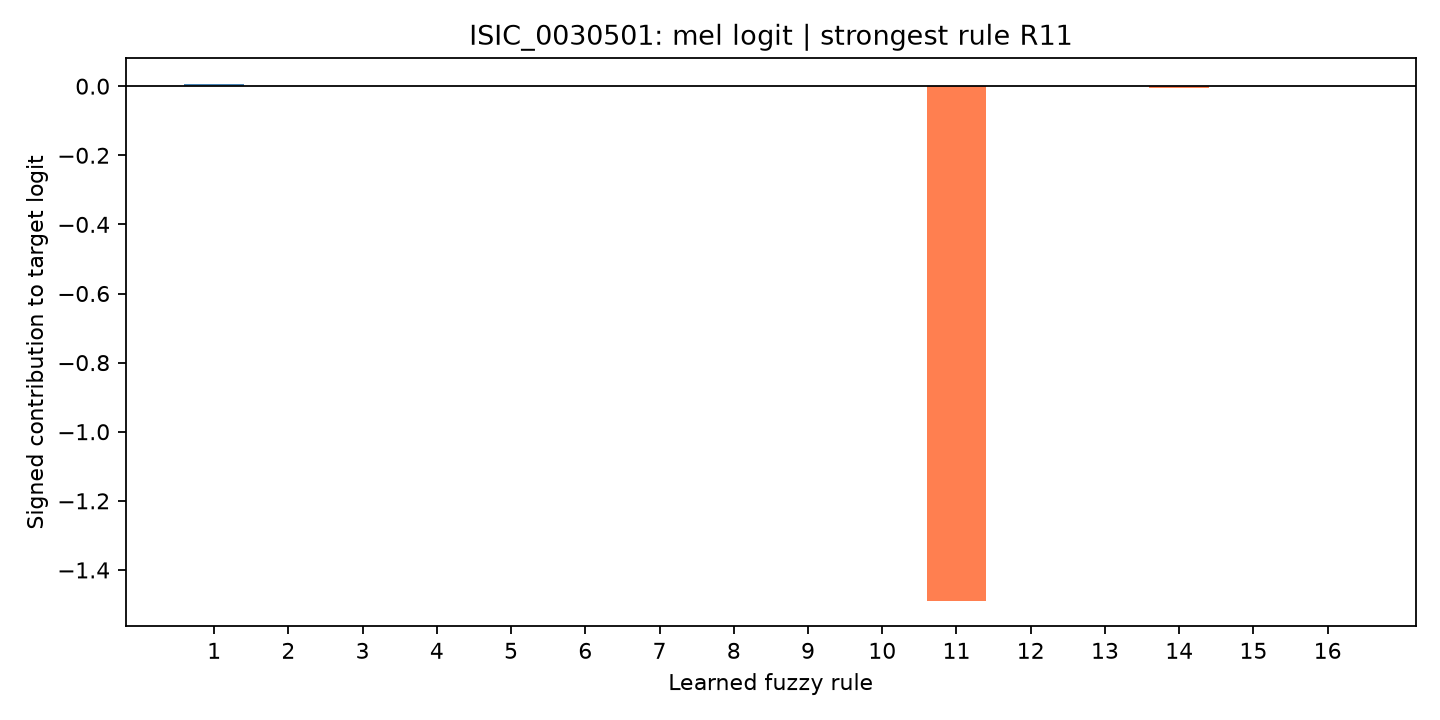 ISIC_0030501: mel logit | strongest rule R11
Signed contribution to target logit
0.0
−0.2
−0.4
−0.6
−0.8
−1.0
−1.2
−1.4
1 2 3 4 5 6 7 8 9 10 11 12 13 14 15 16
Learned fuzzy rule